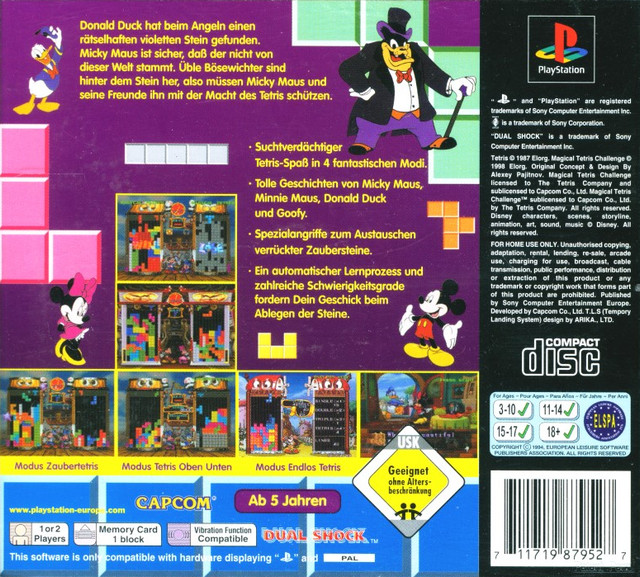 Donald Duck hat beim Angeln einen
rätselhaften violetten Stein gefunden.
Micky Maus ist sicher, daß der nicht von
dieser Welt stammt. Üble Bösewichter sind
hinter dem Stein her, also müssen Micky Maus und
seine Freunde ihn mit der Macht des Tetris schützen.
· Suchtverdächtiger
Tetris-Spaß in 4 fantastischen Modi.
· Tolle Geschichten von Micky Maus,
Minnie Maus, Donald Duck
und Goofy.
· Spezialangriffe zum Austauschen
verrückter Zaubersteine.
· Ein automatischer Lernprozess und
zahlreiche Schwierigkeitsgrade
fordern Dein Geschick beim
Ablegen der Steine.
WIN
LOSE
Modus Zaubertetris
Modus Tetris Oben Unten
Modus Endlos Tetris
USK
Geeignet
ohne Alters-
beschränkung
www.playstation-europe.com
CAPCOM
Ab 5 Jahren
1 or 2
Players
Memory Card
1 block
Vibration Function
Compatible
DUAL SHOCK™
This software is only compatible with hardware displaying " " and PAL
PlayStation
" " and "PlayStation" are registered
trademarks of Sony Computer Entertainment Inc.
is a trademark of Sony Corporation.
"DUAL SHOCK" is a trademark of Sony
Computer Entertainment Inc.
Tetris © 1987 Elorg. Magical Tetris Challenge ©
1998 Elorg. Original Concept & Design By
Alexey Pajitnov. Magical Tetris Challenge
licensed to The Tetris Company and
sublicensed to Capcom Co., Ltd. Magical Tetris
Challenge™ sublicensed to Capcom Co., Ltd.
by The Tetris Company. All rights reserved.
Disney characters, scenes, storyline,
animation, art, sound, music © Disney. All
rights reserved.
FOR HOME USE ONLY. Unauthorised copying,
adaptation, rental, lending, re-sale, arcade
use, charging for use, broadcast, cable
transmission, public performance, distribution
or extraction of this product or any
trademark or copyright work that forms part
of this product are prohibited. Published
by Sony Computer Entertainment Europe.
Developed by Capcom Co., Ltd. T.L.S (Tempory
Landing System) design by ARIKA., LTD.
COMPACT
disc
For Ages - Pour Ages - Para Años - Für Jahre - Per Anni
3-10
11-14
15-17
18+
ELSPA
COPYRIGHT © 1994, EUROPEAN LEISURE SOFTWARE
PUBLISHERS ASSOCIATION. ALL RIGHTS RESERVED.
7 11719 87952 7